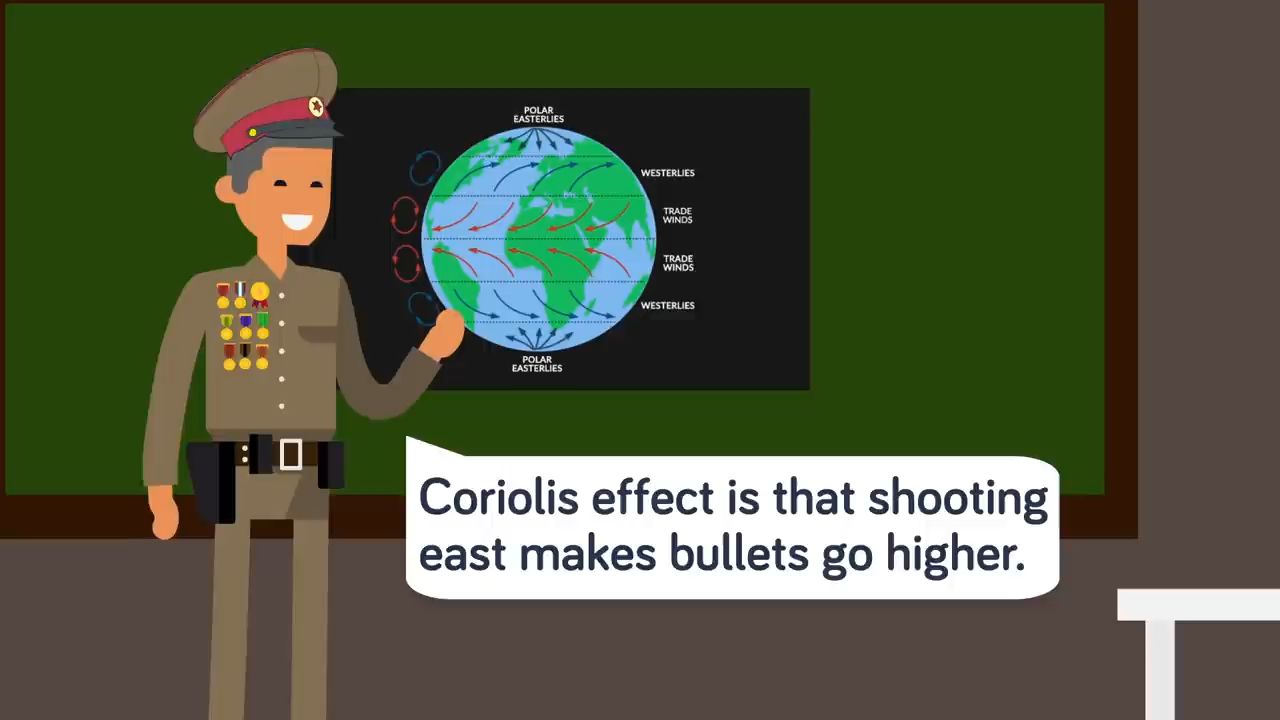 POLAR
EASTERLIES
WESTERLIES
TRADE
WINDS
TRADE
WINDS
WESTERLIES
POLAR
EASTERLIES
Coriolis effect is that shooting
east makes bullets go higher.